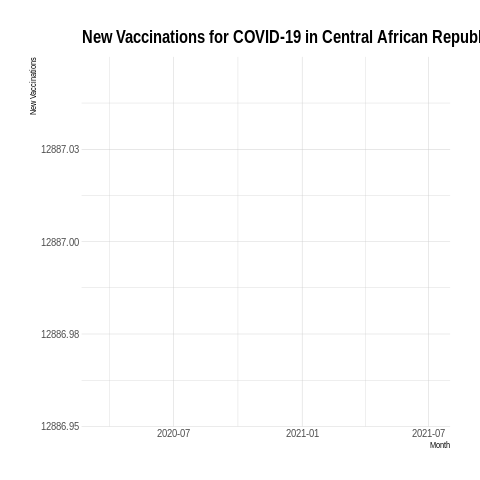 New Vaccinations for COVID-19 in Central African Republ
New Vaccinations
12887.03
12887.00
12886.98
12886.95
2020-07 2021-01 2021-07
Month